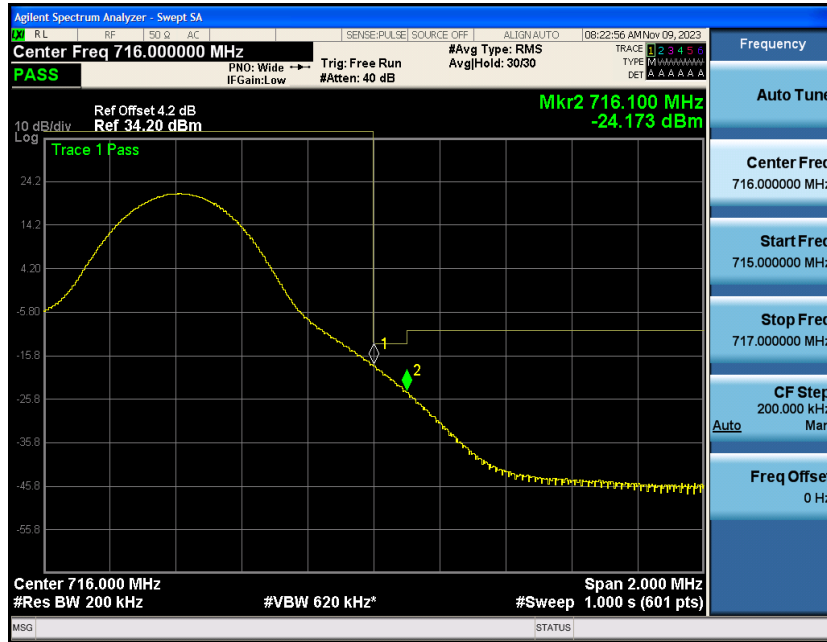 Agilent Spectrum Analyzer - Swept SA
LXI RL RF 50 Ω AC SENSE:PULSE SOURCE OFF ALIGN AUTO 08:22:56 AM Nov 09, 2023
Center Freq 716.000000 MHz
PASS
PNO: Wide
IFGain:Low
Trig: Free Run
#Atten: 40 dB
#Avg Type: RMS
Avg|Hold: 30/30
TRACE 1 2 3 4 5 6
TYPE M WWWWW
DET A A A A A A
Mkr2 716.100 MHz
-24.173 dBm
Ref Offset 4.2 dB
10 dB/div Ref 34.20 dBm
Log
Trace 1 Pass
24.2
14.2
4.20
-5.80
-15.8
-25.8
-35.8
-45.8
-55.8
1
2
Center 716.000 MHz Span 2.000 MHz
#Res BW 200 kHz #VBW 620 kHz* #Sweep 1.000 s (601 pts)
MSG STATUS
Frequency
Auto Tune
Center Freq
716.000000 MHz
Start Freq
715.000000 MHz
Stop Freq
717.000000 MHz
CF Step
200.000 kHz
Auto Man
Freq Offset
0 Hz